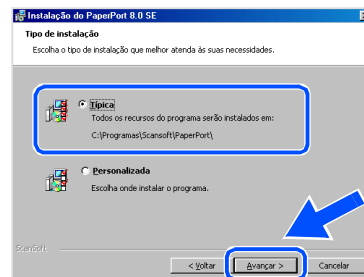 Instalação do PaperPort 8.0 SE
Tipo de instalação
Escolha o tipo de instalação que melhor atenda às suas necessidades.
Típica
Todos os recursos do programa serão instalados em:
C:\Programas\Scansoft\PaperPort\
Personalizada
Escolha onde instalar o programa.
ScanSoft
< Voltar Avançar > Cancelar